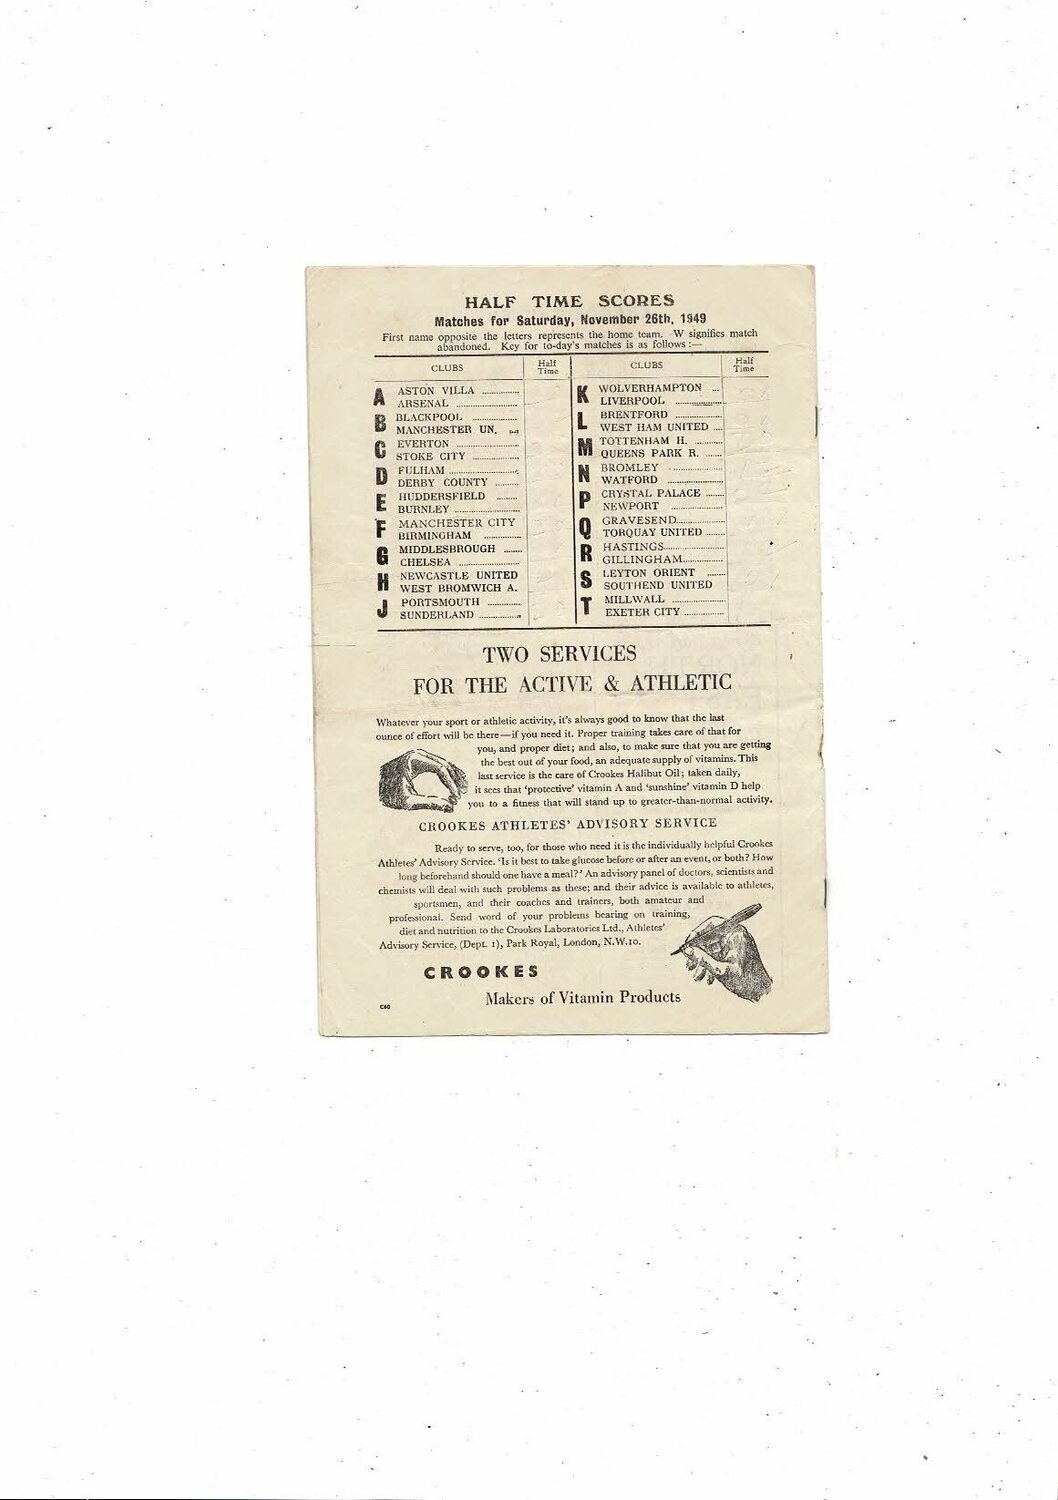 HALF TIME SCORES
Matches for Saturday, November 26th, 1949
First name opposite the letters represents the home team. W signifies match
abandoned. Key for to-day's matches is as follows :—
CLUBS Half Time
A ASTON VILLA
ARSENAL
B BLACKPOOL
MANCHESTER UN.
C EVERTON
STOKE CITY
D FULHAM
DERBY COUNTY
E HUDDERSFIELD
BURNLEY
F MANCHESTER CITY
BIRMINGHAM
G MIDDLESBROUGH
CHELSEA
H NEWCASTLE UNITED
WEST BROMWICH A.
J PORTSMOUTH
SUNDERLAND
CLUBS Half Time
K WOLVERHAMPTON
LIVERPOOL
L BRENTFORD
WEST HAM UNITED
M TOTTENHAM H.
QUEENS PARK R.
N BROMLEY
WATFORD
P CRYSTAL PALACE
NEWPORT
Q GRAVESEND
TORQUAY UNITED
R HASTINGS
GILLINGHAM
S LEYTON ORIENT
SOUTHEND UNITED
T MILLWALL
EXETER CITY
TWO SERVICES
FOR THE ACTIVE & ATHLETIC
Whatever your sport or athletic activity, it's always good to know that the last
ounce of effort will be there—if you need it. Proper training takes care of that for
you, and proper diet; and also, to make sure that you are getting
the best out of your food, an adequate supply of vitamins. This
last service is the care of Crookes Halibut Oil; taken daily,
it sees that 'protective' vitamin A and 'sunshine' vitamin D help
you to a fitness that will stand up to greater-than-normal activity.
CROOKES ATHLETES' ADVISORY SERVICE
Ready to serve, too, for those who need it is the individually helpful Crookes
Athletes' Advisory Service. 'Is it best to take glucose before or after an event, or both? How
long beforehand should one have a meal?' An advisory panel of doctors, scientists and
chemists will deal with such problems as these; and their advice is available to athletes,
sportsmen, and their coaches and trainers, both amateur and
professional. Send word of your problems bearing on training,
diet and nutrition to the Crookes Laboratories Ltd., Athletes'
Advisory Service, (Dept. 1), Park Royal, London, N.W.10.
CROOKES
Makers of Vitamin Products
C60